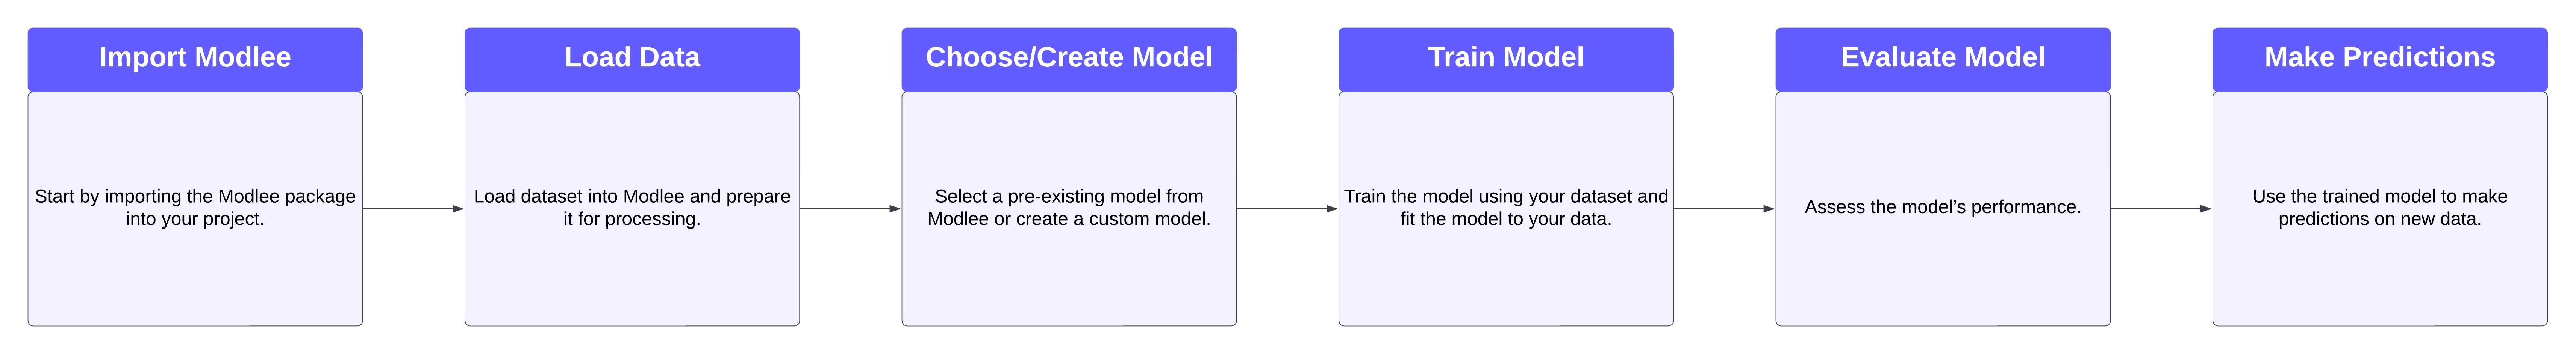 Import Modlee
Start by importing the Modlee package
into your project.
Load Data
Load dataset into Modlee and prepare
it for processing.
Choose/Create Model
Select a pre-existing model from
Modlee or create a custom model.
Train Model
Train the model using your dataset and
fit the model to your data.
Evaluate Model
Assess the model’s performance.
Make Predictions
Use the trained model to make
predictions on new data.